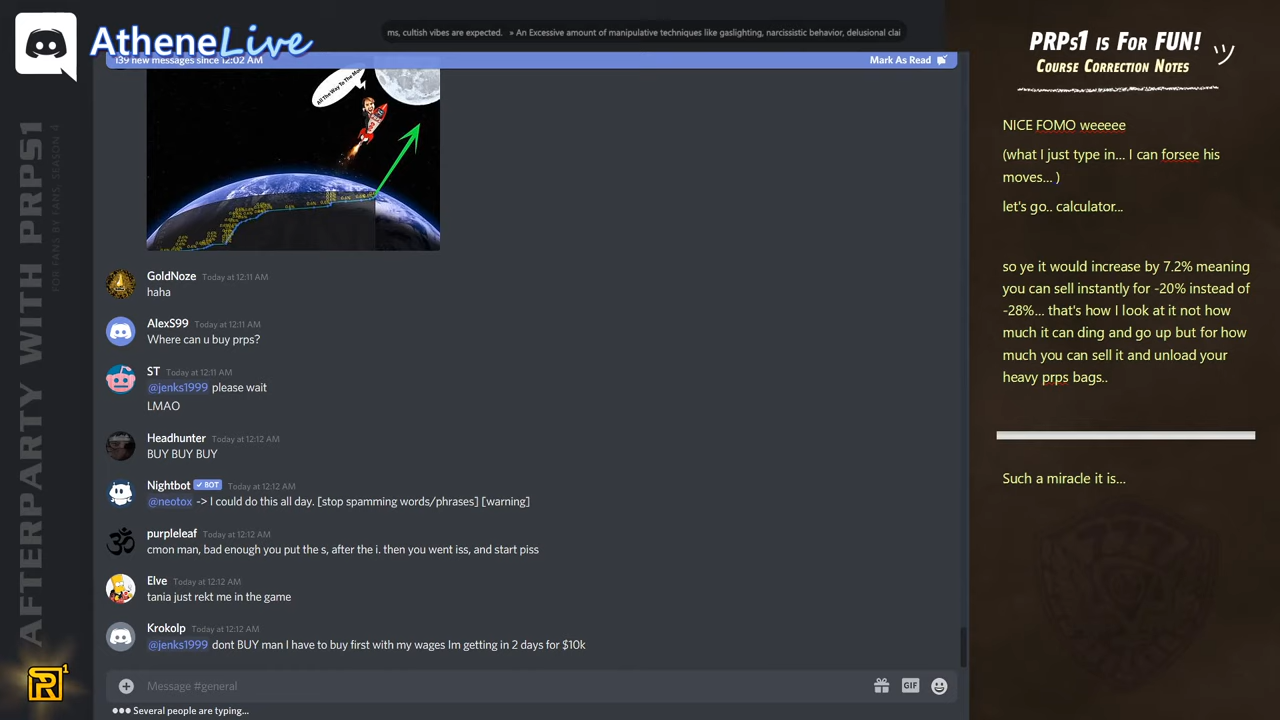 AtheneLive
ms, cultish vibes are expected. » An Excessive amount of manipulative techniques like gaslighting, narcissistic behavior, delusional clai
139 new messages since 12:02 AM
Mark As Read
All The Way To The
GoldNoze Today at 12:11 AM
haha
AlexS99 Today at 12:11 AM
Where can u buy prps?
ST Today at 12:11 AM
@jenks1999 please wait
LMAO
Headhunter Today at 12:12 AM
BUY BUY BUY
Nightbot BOT Today at 12:12 AM
@neotox -> I could do this all day. [stop spamming words/phrases] [warning]
purpleleaf Today at 12:12 AM
cmon man, bad enough you put the s, after the i. then you went iss, and start piss
Elve Today at 12:12 AM
tania just rekt me in the game
Krokolp Today at 12:12 AM
@jenks1999 dont BUY man I have to buy first with my wages Im getting in 2 days for $10k
Message #general
GIF
Several people are typing...
AFTERPARTY WITH PRPS1
FOR FANS BY FANS, SEASON 4
PRPs1 is For FUN!
Course Correction Notes
ツ
NICE FOMO weeeee
(what I just type in... I can forsee his
moves... )
let's go.. calculator...
so ye it would increase by 7.2% meaning
you can sell instantly for -20% instead of
-28%... that's how I look at it not how
much it can ding and go up but for how
much you can sell it and unload your
heavy prps bags..
Such a miracle it is...